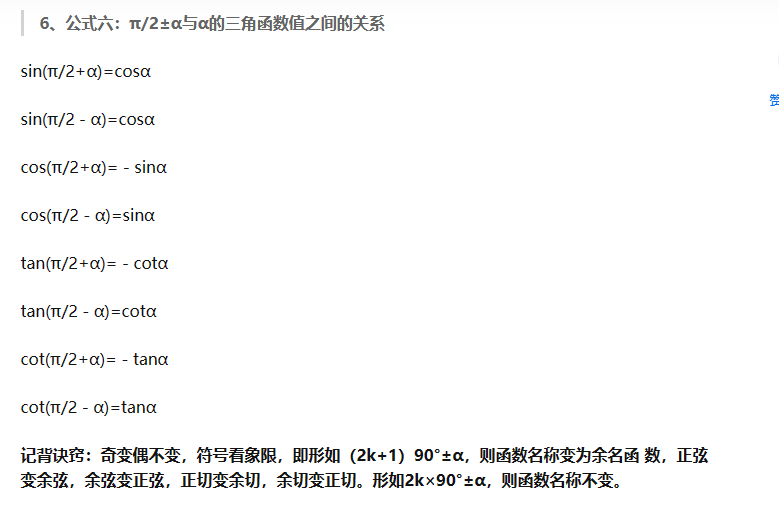 6、公式六：π/2±α与α的三角函数值之间的关系
sin(π/2+α)=cosα
赞
sin(π/2 - α)=cosα
cos(π/2+α)= - sinα
cos(π/2 - α)=sinα
tan(π/2+α)= - cotα
tan(π/2 - α)=cotα
cot(π/2+α)= - tanα
cot(π/2 - α)=tanα
记背诀窍：奇变偶不变，符号看象限，即形如（2k+1）90°±α，则函数名称变为余名函 数，正弦
变余弦，余弦变正弦，正切变余切，余切变正切。形如2k×90°±α，则函数名称不变。